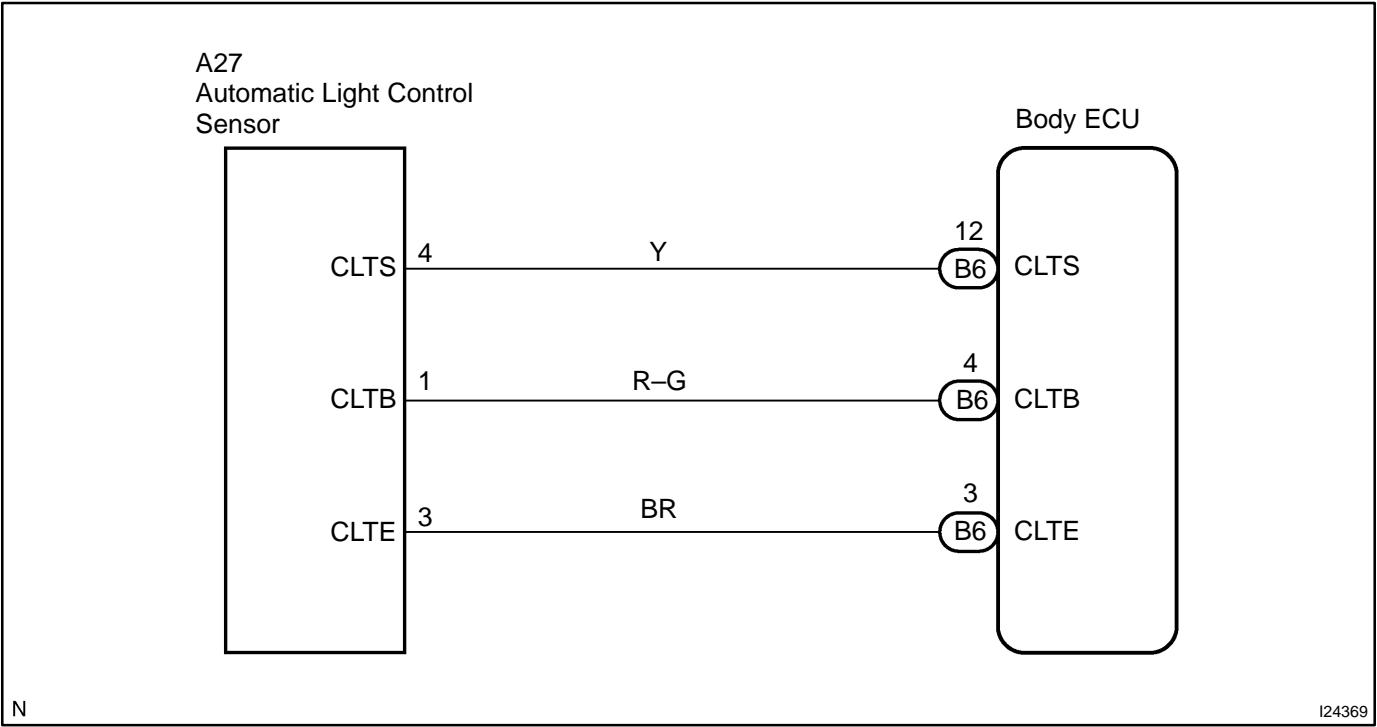 A27
Automatic Light Control
Sensor
Body ECU
CLTS
4
Y
12
B6
CLTS
CLTB
1
R–G
4
B6
CLTB
CLTE
3
BR
3
B6
CLTE
N
I24369